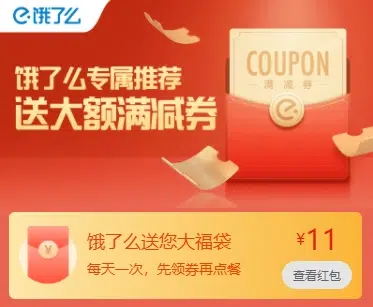 饿了么
饿了么专属推荐
送大额满减券
COUPON
满减券
饿了么送您大福袋
每天一次，先领券再点餐
¥11
查看红包